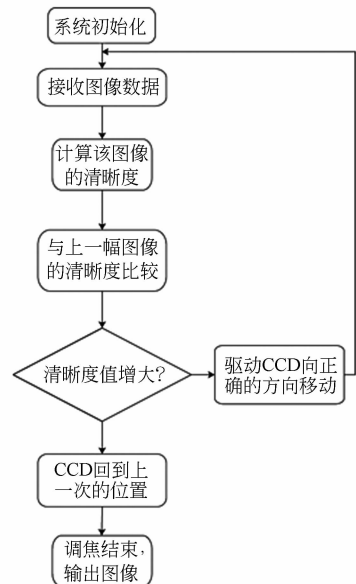 系统初始化
接收图像数据
计算该图像
的清晰度
与上一幅图像
的清晰度比较
清晰度值增大?
驱动CCD向正
确的方向移动
CCD回到上
一次的位置
调焦结束,
输出图像